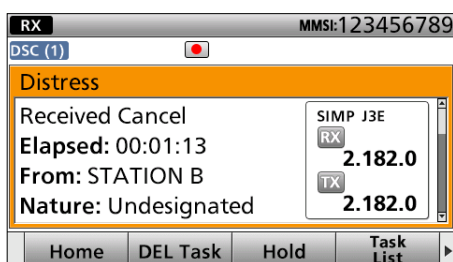 RX MMSI:123456789
DSC (1)
Distress
Received Cancel
Elapsed: 00:01:13
From: STATION B
Nature: Undesignated
SIMP J3E
RX
2.182.0
TX
2.182.0
Home DEL Task Hold Task List